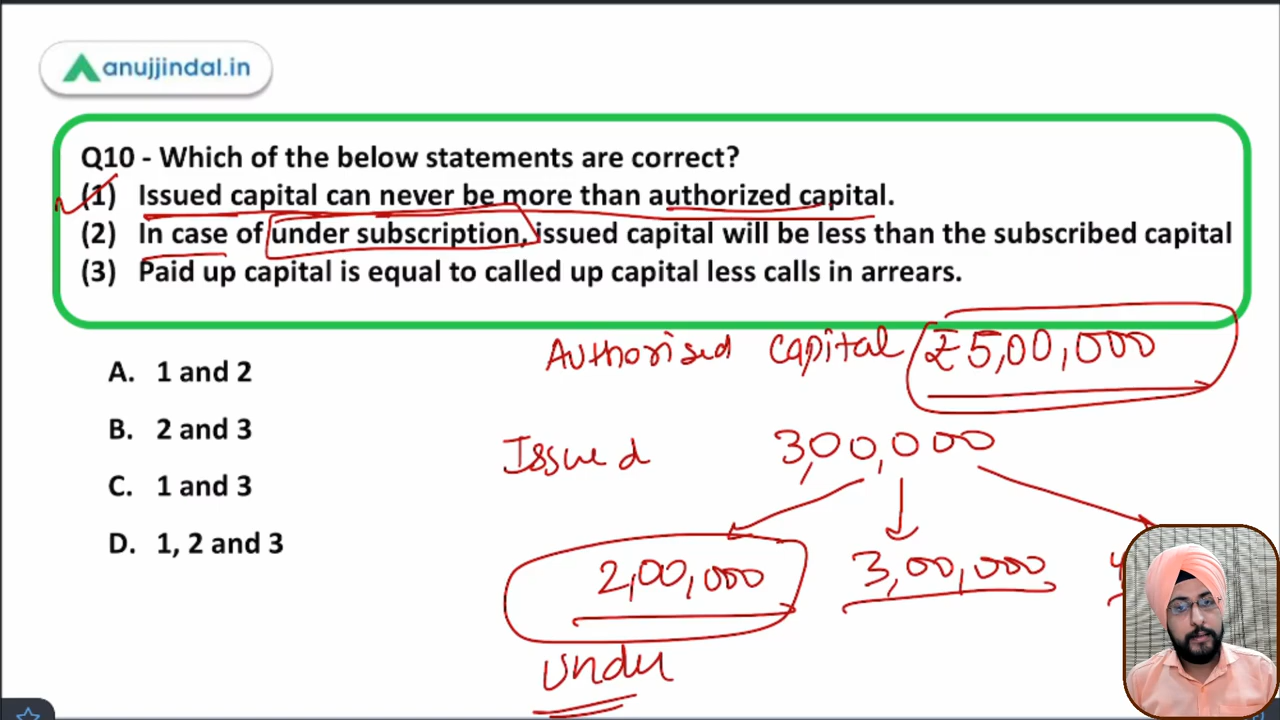 anujjindal.in
Q10 - Which of the below statements are correct?
(1) Issued capital can never be more than authorized capital.
(2) In case of under subscription, issued capital will be less than the subscribed capital
(3) Paid up capital is equal to called up capital less calls in arrears.
Authorised capital ₹5,00,000
A. 1 and 2
B. 2 and 3
Issued 3,00,000
C. 1 and 3
D. 1, 2 and 3
2,00,000 3,00,000
Under